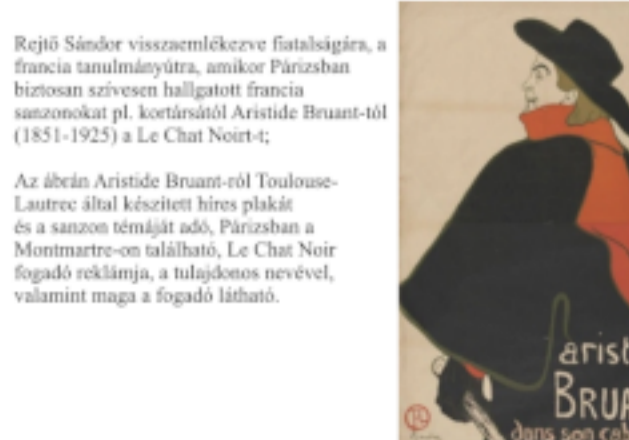 Rejtő Sándor visszaemlékezve fiatalságára, a
francia tanulmányútra, amikor Párizsban
biztosan szívesen hallgatott francia
sanzonokat pl. kortársától Aristide Bruant-tól
(1851-1925) a Le Chat Noirt-t;
Az ábrán Aristide Bruant-ról Toulouse-
Lautrec által készített híres plakát
és a sanzon témáját adó, Párizsban a
Montmartre-on található, Le Chat Noir
fogadó reklámja, a tulajdonos nevével,
valamint maga a fogadó látható.
arist
BRUA
dans son cab